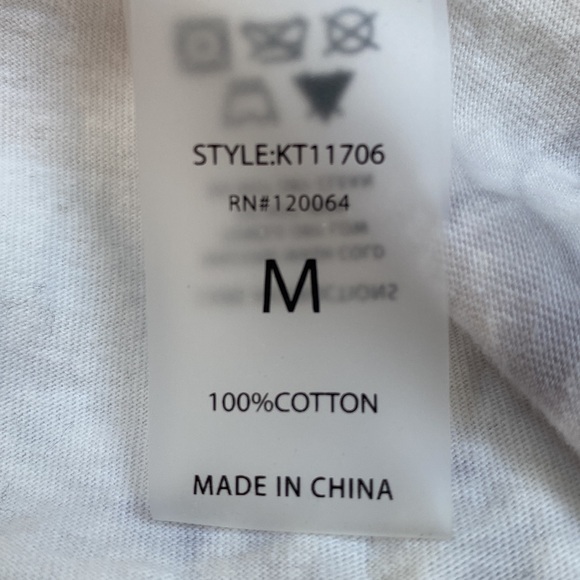 STYLE:KT11706
RN#120064
M
100%COTTON
MADE IN CHINA